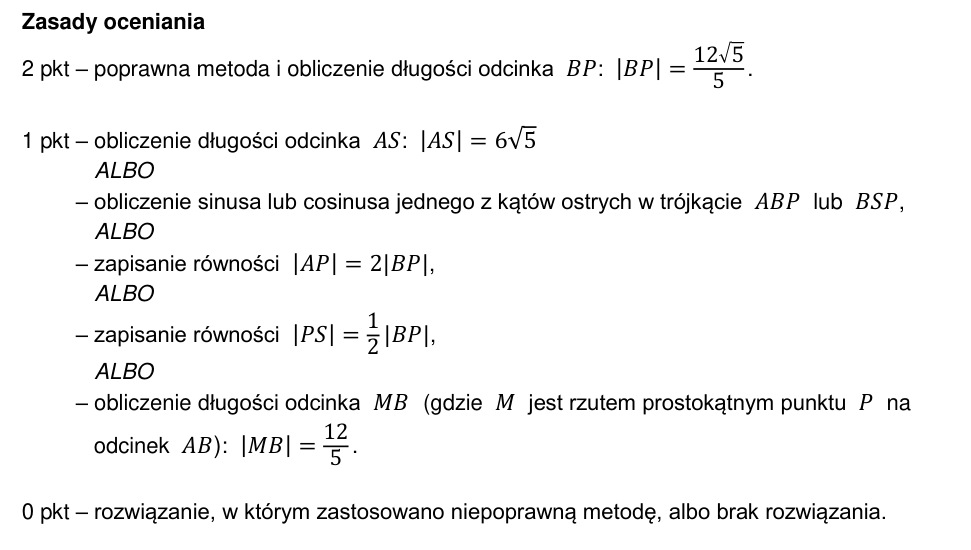 Zasady oceniania
2 pkt – poprawna metoda i obliczenie długości odcinka BP: |BP| = 12√5/5.
1 pkt – obliczenie długości odcinka AS: |AS| = 6√5
ALBO
– obliczenie sinusa lub cosinusa jednego z kątów ostrych w trójkącie ABP lub BSP,
ALBO
– zapisanie równości |AP| = 2|BP|,
ALBO
– zapisanie równości |PS| = 1/2|BP|,
ALBO
– obliczenie długości odcinka MB (gdzie M jest rzutem prostokątnym punktu P na
odcinek AB): |MB| = 12/5.
0 pkt – rozwiązanie, w którym zastosowano niepoprawną metodę, albo brak rozwiązania.